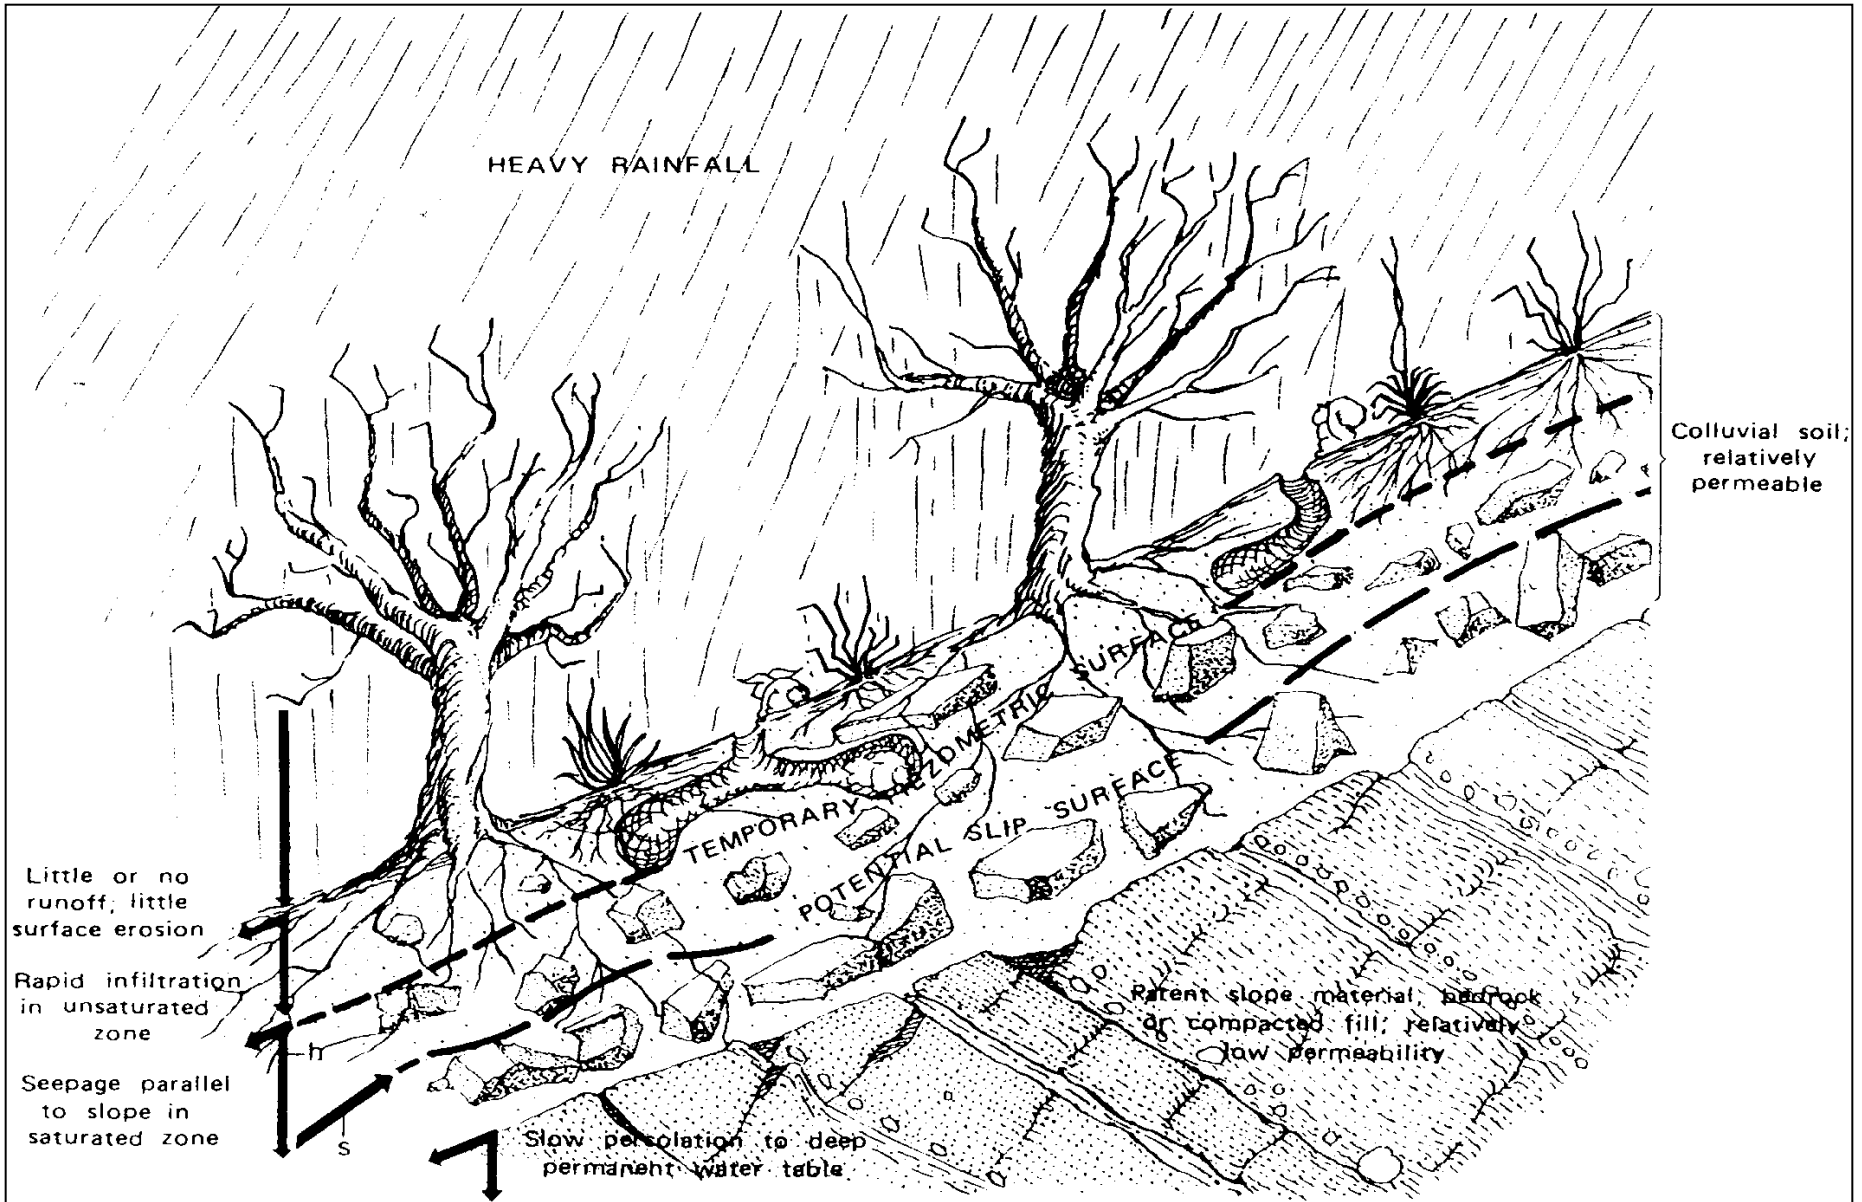 HEAVY RAINFALL
Colluvial soil;
relatively
permeable
TEMPORARY PIEZOMETRIC SURFACE
POTENTIAL SLIP SURFACE
Little or no
runoff; little
surface erosion
Rapid infiltration
in unsaturated
zone
h
Seepage parallel
to slope in
saturated zone
s
Parent slope material, bedrock
or compacted fill; relatively
low permeability
Slow percolation to deep
permanent water table